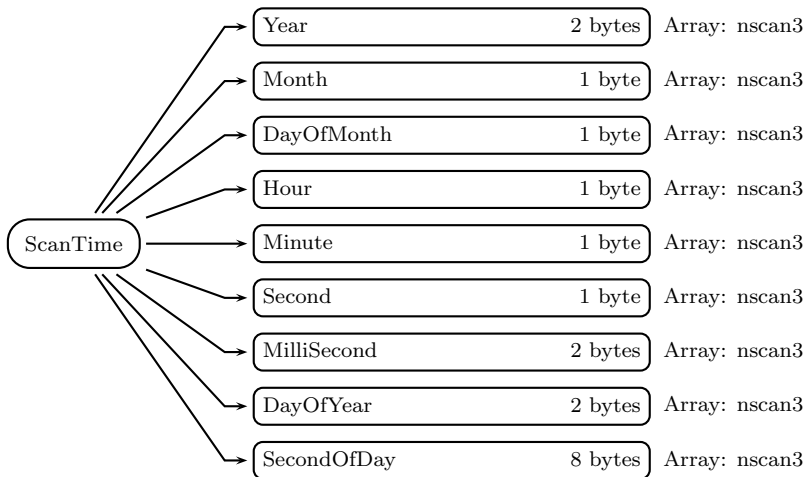 Year 2 bytes Array: nscan3
Month 1 byte Array: nscan3
DayOfMonth 1 byte Array: nscan3
Hour 1 byte Array: nscan3
ScanTime Minute 1 byte Array: nscan3
Second 1 byte Array: nscan3
MilliSecond 2 bytes Array: nscan3
DayOfYear 2 bytes Array: nscan3
SecondOfDay 8 bytes Array: nscan3